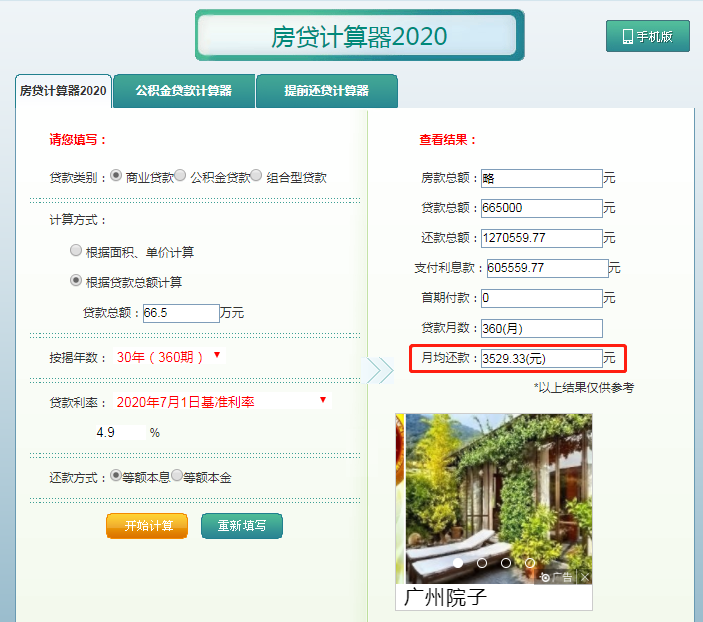 房贷计算器2020
手机版
房贷计算器2020
公积金贷款计算器
提前还贷计算器
请您填写：
贷款类别： 商业贷款 公积金贷款 组合型贷款
计算方式：
根据面积、单价计算
根据贷款总额计算
贷款总额：66.5 万元
按揭年数： 30年（360期） ▼
贷款利率： 2020年7月1日基准利率 ▼
4.9 %
还款方式： 等额本息 等额本金
开始计算 重新填写
查看结果：
房款总额：略 元
贷款总额：665000 元
还款总额：1270559.77 元
支付利息款：605559.77 元
首期付款：0 元
贷款月数：360(月)
月均还款：3529.33(元) 元
*以上结果仅供参考
广告
广州院子